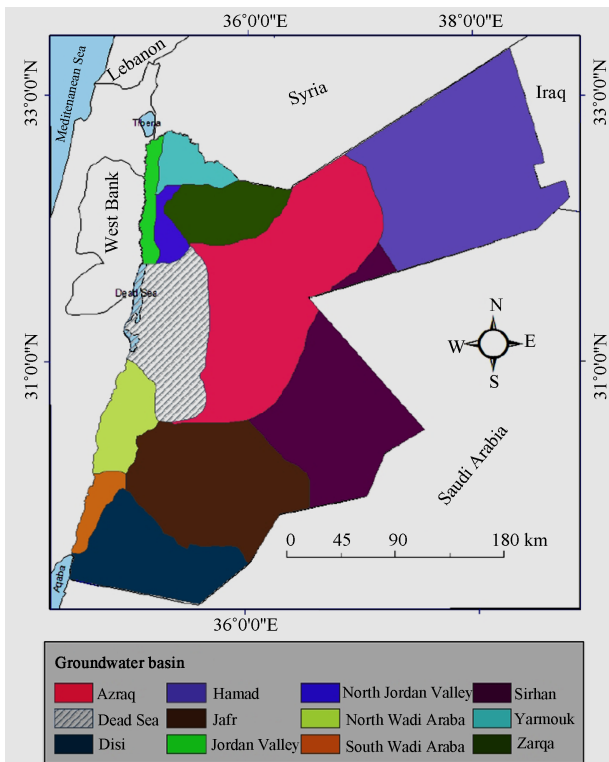 36°0'0"E 38°0'0"E
33°0'0"N
31°0'0"N
Meditenanean Sea
Lebanon
Syria
Iraq
33°0'0"N
Tiberia
West Bank
Dead Sea
N
W E
S
31°0'0"N
Saudi Arabia
0 45 90 180 km
Aqaba
36°0'0"E
Groundwater basin
Azraq Hamad North Jordan Valley Sirhan
Dead Sea Jafr North Wadi Araba Yarmouk
Disi Jordan Valley South Wadi Araba Zarqa